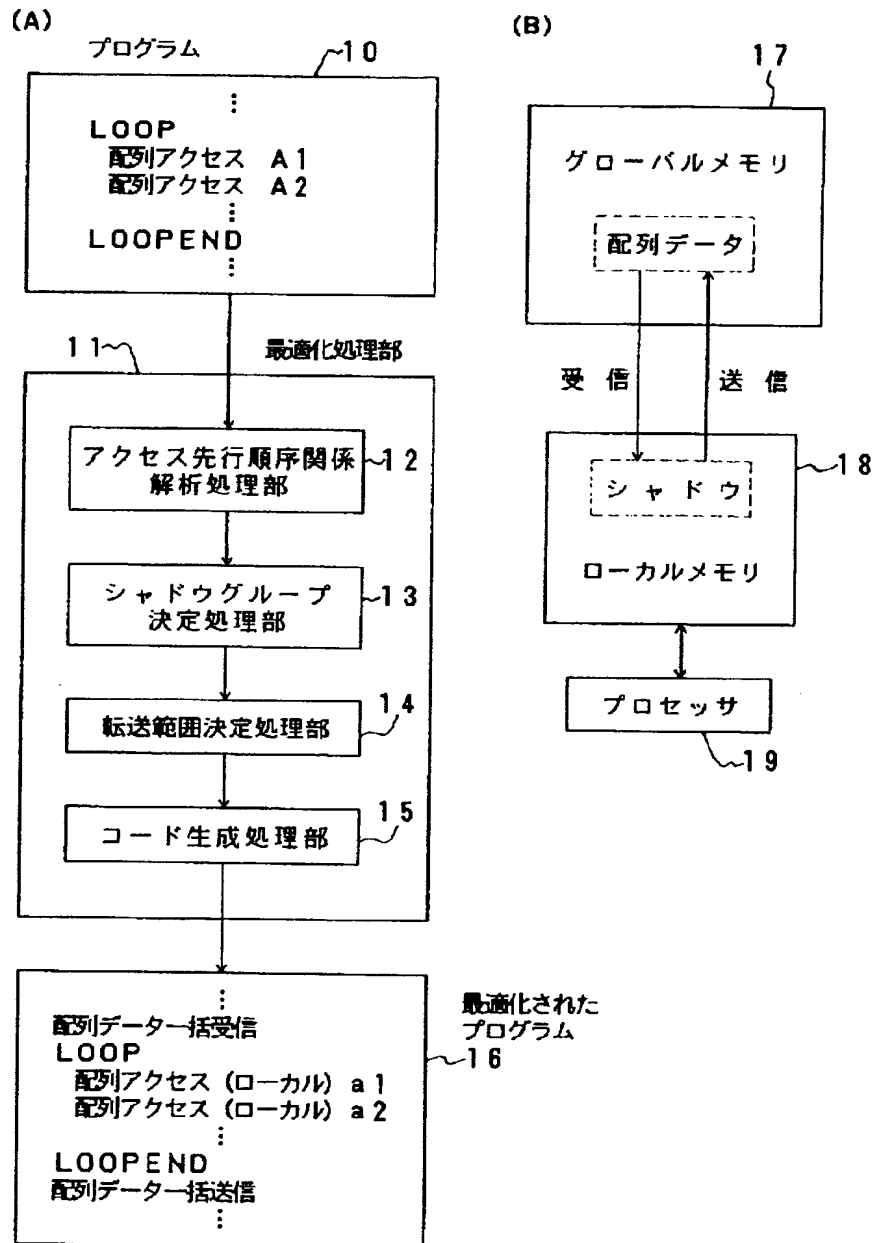 (A)
プログラム
10
⋮
LOOP
配列アクセス A1
配列アクセス A2
⋮
LOOPEND
⋮
11
最適化処理部
アクセス先行順序関係
解析処理部
12
シャドウグループ
決定処理部
13
転送範囲決定処理部
14
コード生成処理部
15
⋮
配列データ一括受信
LOOP
配列アクセス (ローカル) a1
配列アクセス (ローカル) a2
⋮
LOOPEND
配列データ一括送信
⋮
最適化された
プログラム
16
(B)
17
グローバルメモリ
配列データ
受信
送信
シャドウ
18
ローカルメモリ
プロセッサ
19